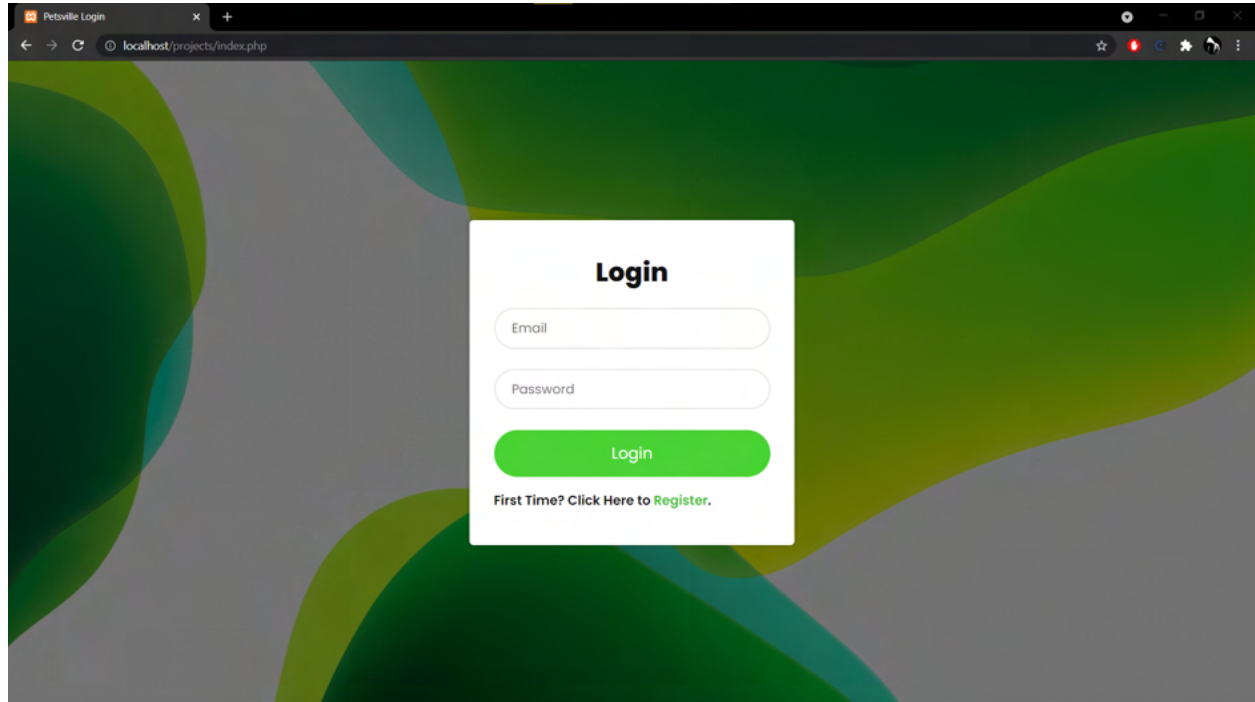 Petsville Login
localhost/projects/index.php
Login
Email
Password
Login
First Time? Click Here to Register.